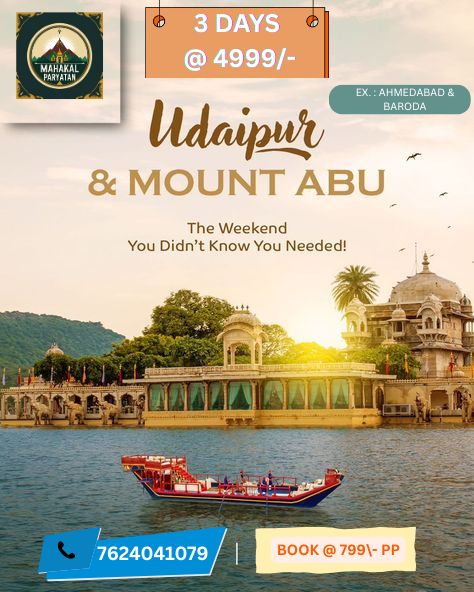 MAHAKAL
PARYATAN
3 DAYS
@ 4999/-
EX. : AHMEDABAD &
BARODA
Udaipur
& MOUNT ABU
The Weekend
You Didn't Know You Needed!
7624041079
BOOK @ 799\- PP